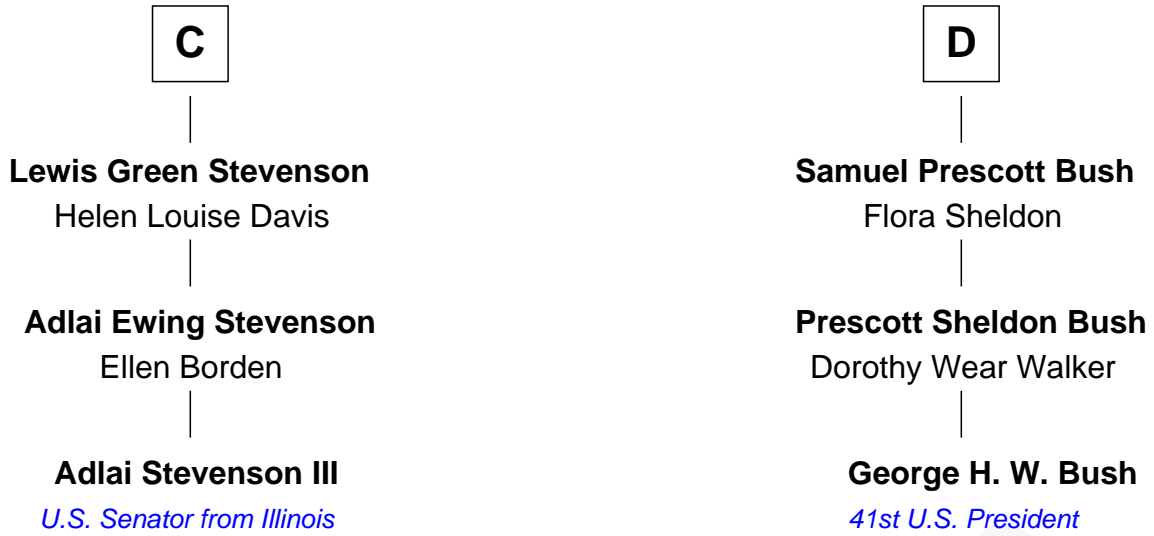 C
D
Lewis Green Stevenson
Samuel Prescott Bush
Helen Louise Davis
Flora Sheldon
Adlai Ewing Stevenson
Prescott Sheldon Bush
Ellen Borden
Dorothy Wear Walker
Adlai Stevenson III
George H. W. Bush
U.S. Senator from Illinois
41st U.S. President